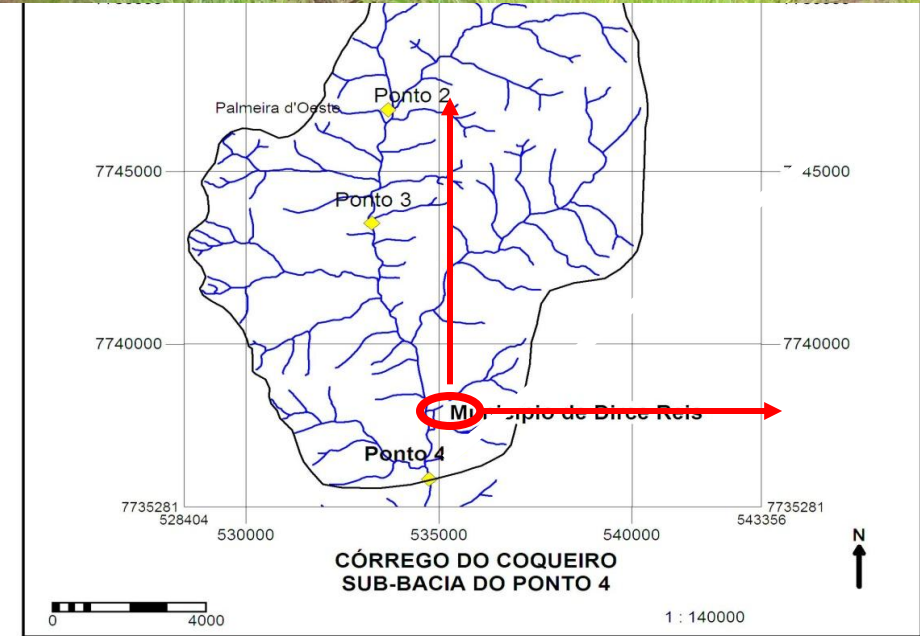 Ponto 2
Palmeira d'Oeste
7745000
45000
Ponto 3
7740000
7740000
de Dirce Reis
Ponto 4
7735281
7735281
528404
543356
530000
535000
540000
CÓRREGO DO COQUEIRO
SUB-BACIA DO PONTO 4
N
0
4000
1 : 140000